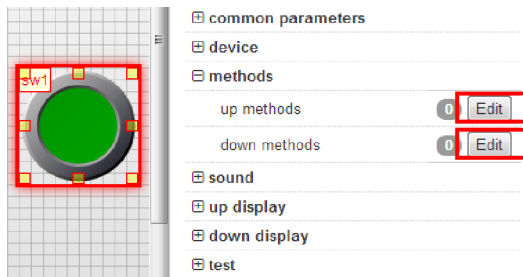 sw1
common parameters
device
methods
up methods 0 Edit
down methods 0 Edit
sound
up display
down display
test